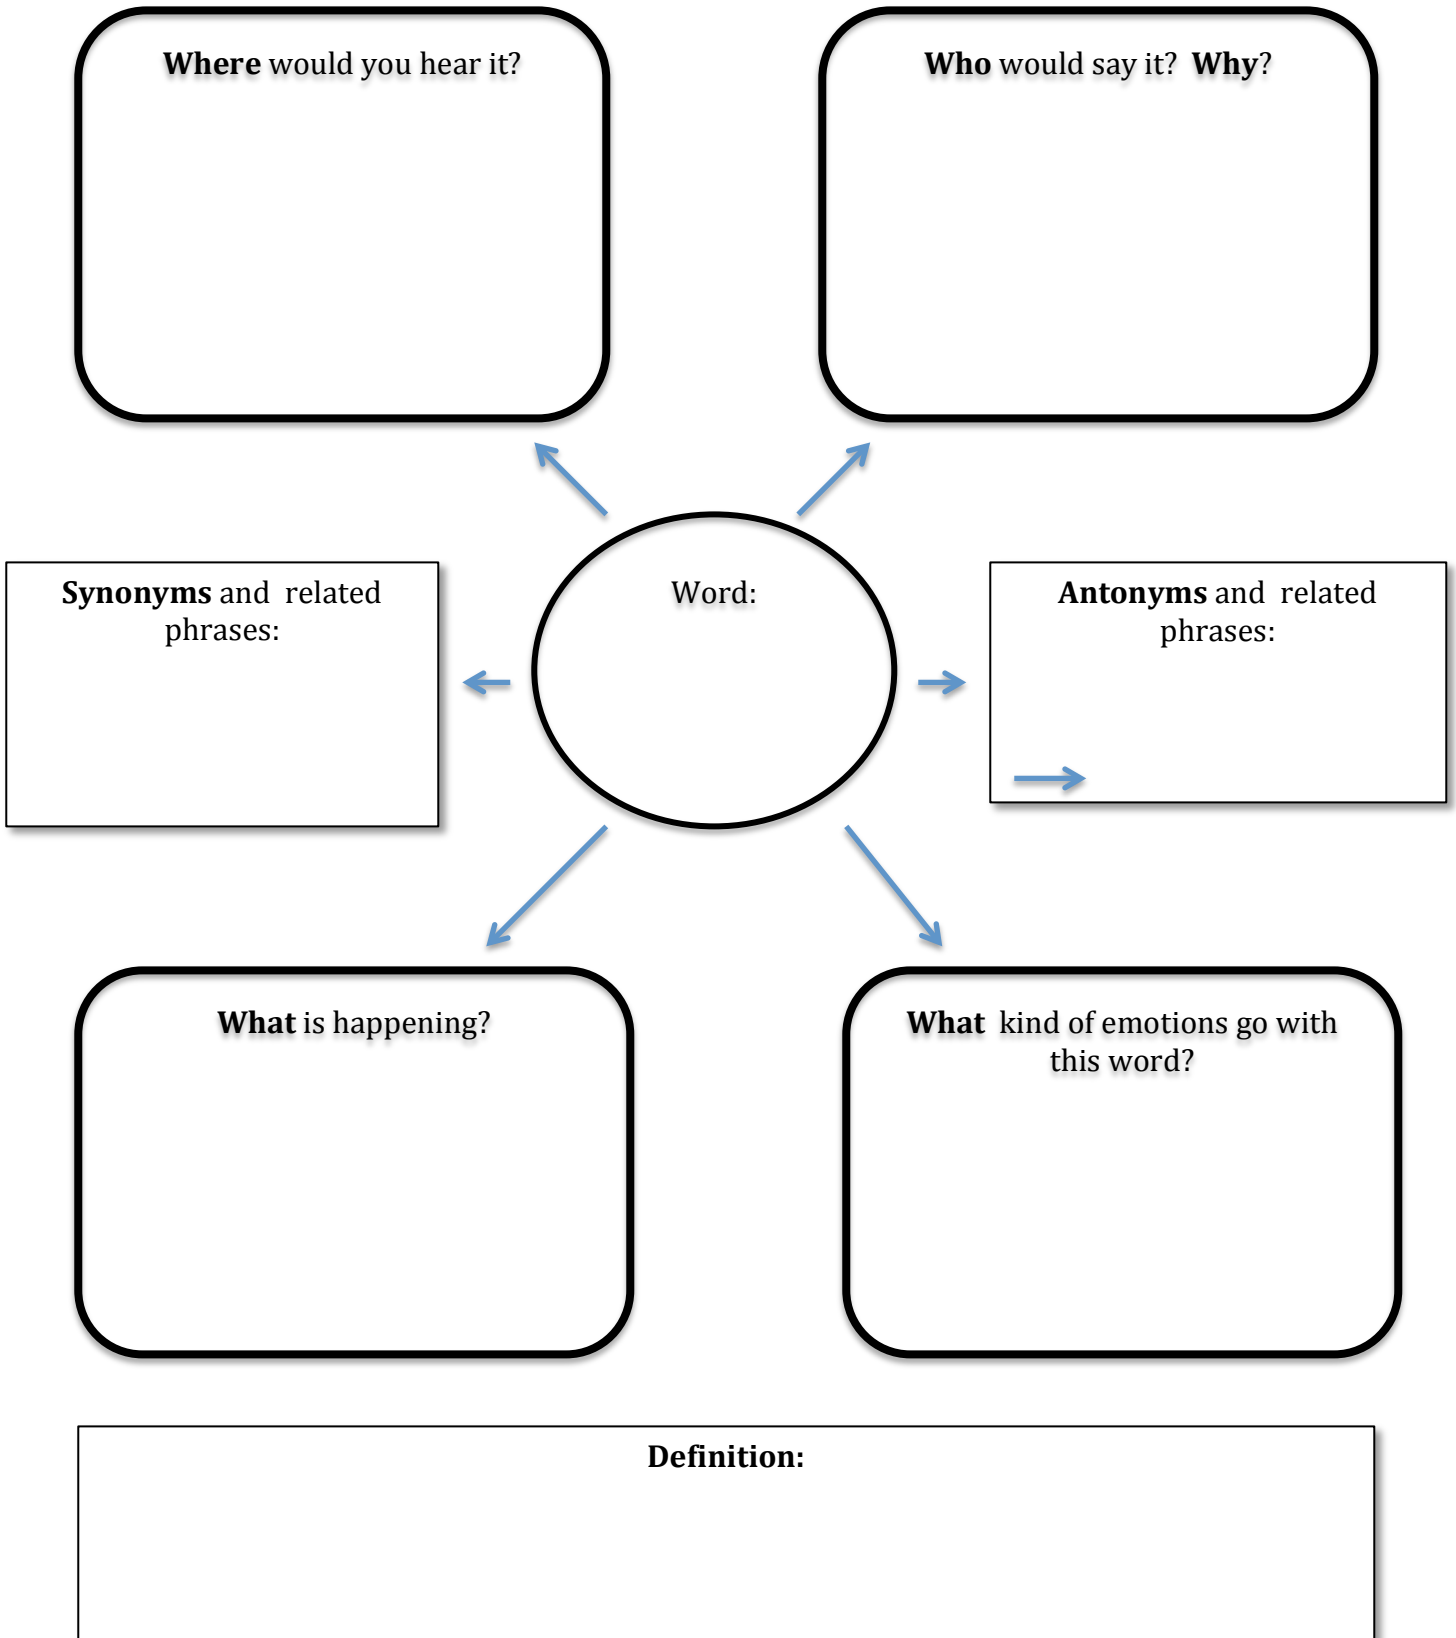 Where would you hear it?
Who would say it?  Why?
Synonyms and  related
phrases:
Word:
Antonyms and  related
phrases:
What is happening?
What  kind of emotions go with
this word?
Definition: